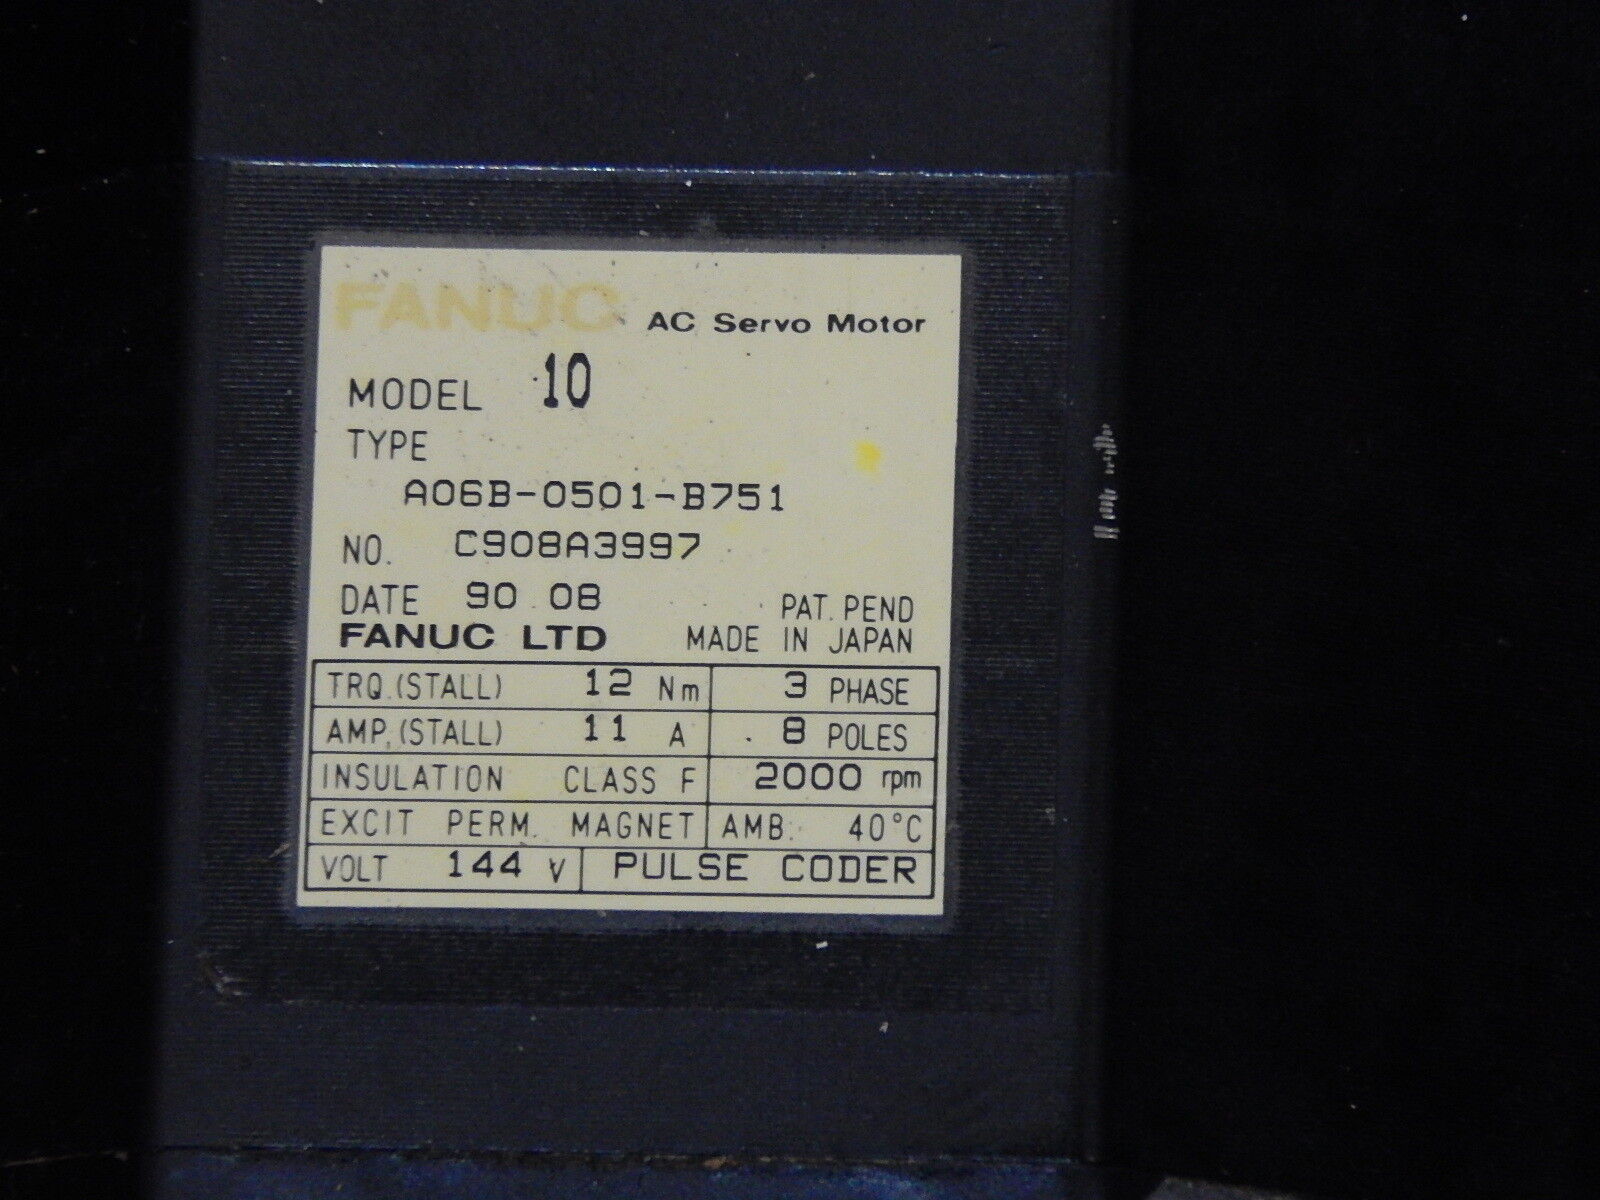 FANUC AC Servo Motor
MODEL 10
TYPE
A06B-0501-B751
NO. C908A3997
DATE 90.08
PAT. PEND
FANUC LTD MADE IN JAPAN
TRQ.(STALL) 12 Nm 3 PHASE
AMP.(STALL) 11 A 8 POLES
INSULATION CLASS F 2000 rpm
EXCIT PERM. MAGNET AMB. 40°C
VOLT 144 V PULSE CODER